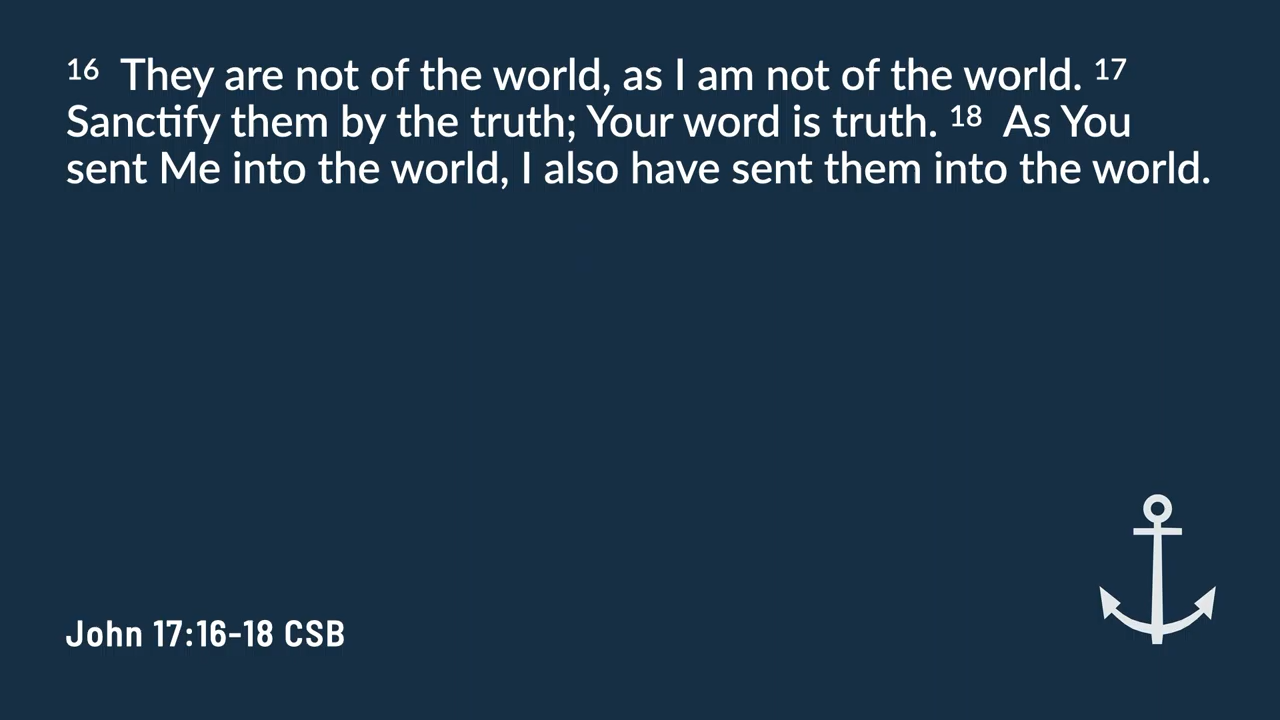 16 They are not of the world, as I am not of the world. 17
Sanctify them by the truth; Your word is truth. 18 As You
sent Me into the world, I also have sent them into the world.
John 17:16-18 CSB